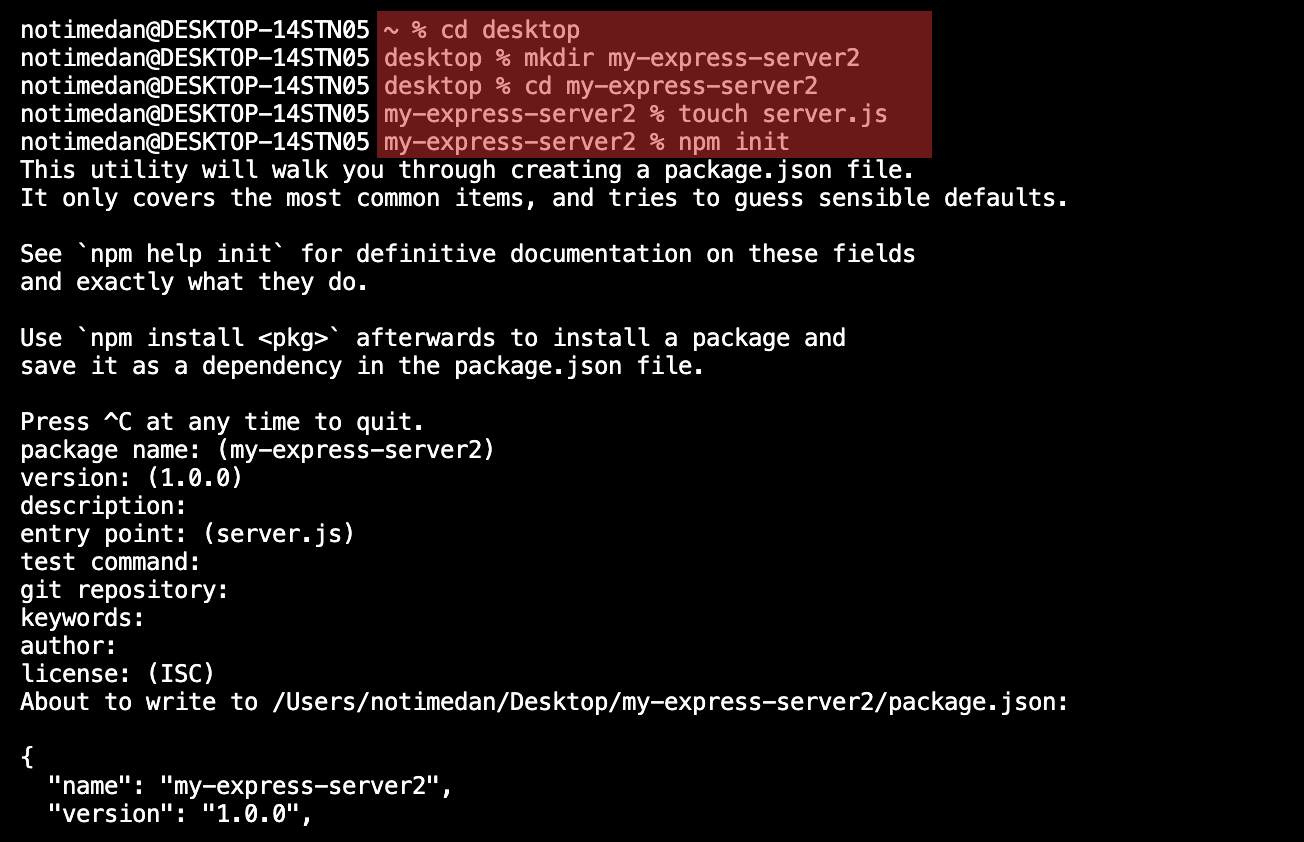 notimedan@DESKTOP-14STN05 ~ % cd desktop
notimedan@DESKTOP-14STN05 desktop % mkdir my-express-server2
notimedan@DESKTOP-14STN05 desktop % cd my-express-server2
notimedan@DESKTOP-14STN05 my-express-server2 % touch server.js
notimedan@DESKTOP-14STN05 my-express-server2 % npm init
This utility will walk you through creating a package.json file.
It only covers the most common items, and tries to guess sensible defaults.
See `npm help init` for definitive documentation on these fields
and exactly what they do.
Use `npm install <pkg>` afterwards to install a package and
save it as a dependency in the package.json file.
Press ^C at any time to quit.
package name: (my-express-server2)
version: (1.0.0)
description:
entry point: (server.js)
test command:
git repository:
keywords:
author:
license: (ISC)
About to write to /Users/notimedan/Desktop/my-express-server2/package.json:
{
  "name": "my-express-server2",
  "version": "1.0.0",